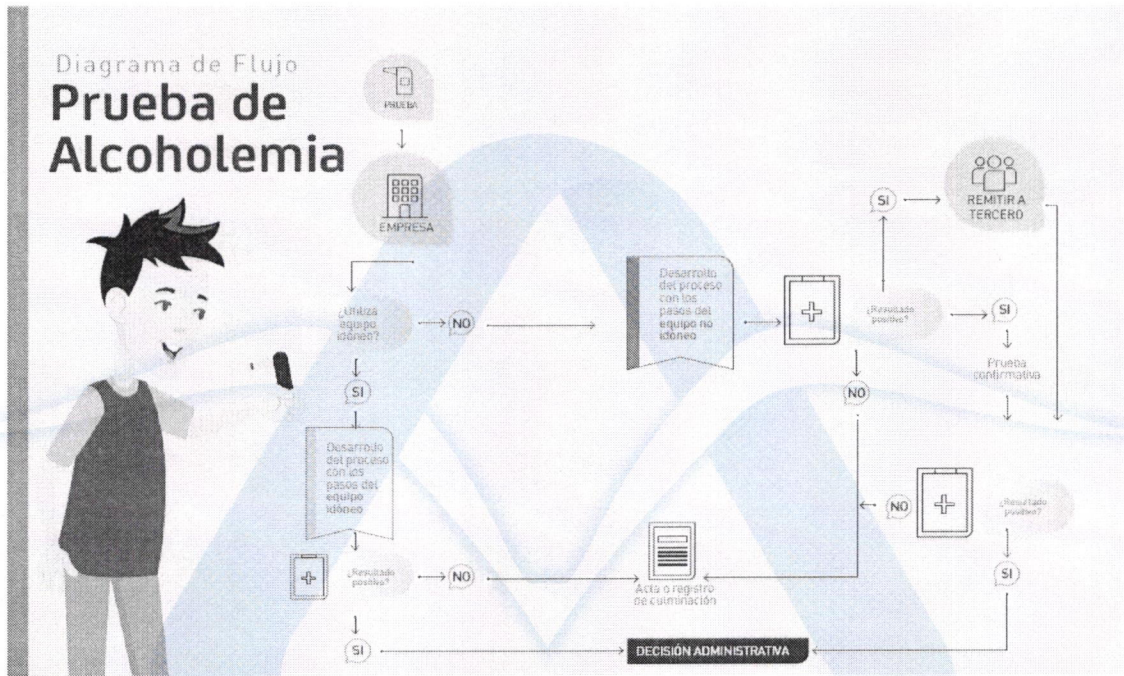 Diagrama de Flujo
Prueba de
Alcoholemia
PRUEBA
EMPRESA
¿Utiliza
equipo
idóneo?
NO
SI
Desarrollo
del proceso
con los
pasos del
equipo
idóneo
¿Resultado
positivo?
NO
SI
Desarrollo
del proceso
con los
pasos del
equipo no
idóneo
¿Resultado
positivo?
SI
REMITIR A
TERCERO
SI
Prueba
confirmativa
NO
¿Resultado
positivo?
NO
SI
Acta o registro
de culminación
DECISIÓN ADMINISTRATIVA